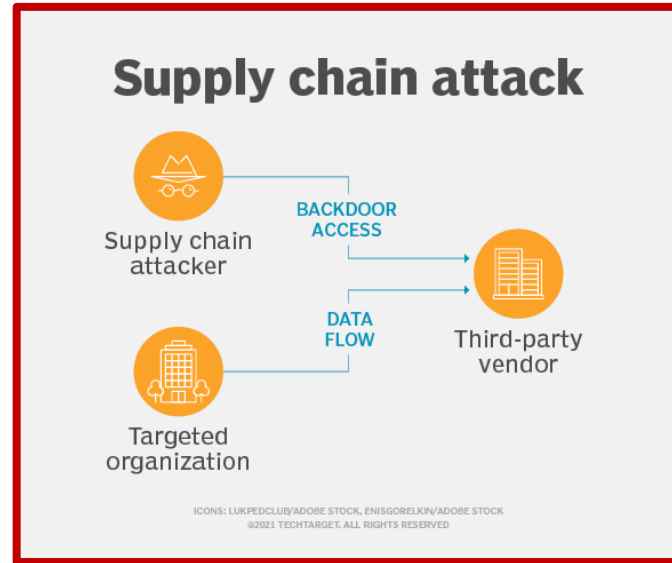 Supply chain attack
BACKDOOR
ACCESS
Supply chain
attacker
DATA
FLOW
Third-party
vendor
Targeted
organization
ICONS: LUKPEDCLUB/ADOBE STOCK, ENISGORELKIN/ADOBE STOCK
©2021 TECHTARGET. ALL RIGHTS RESERVED